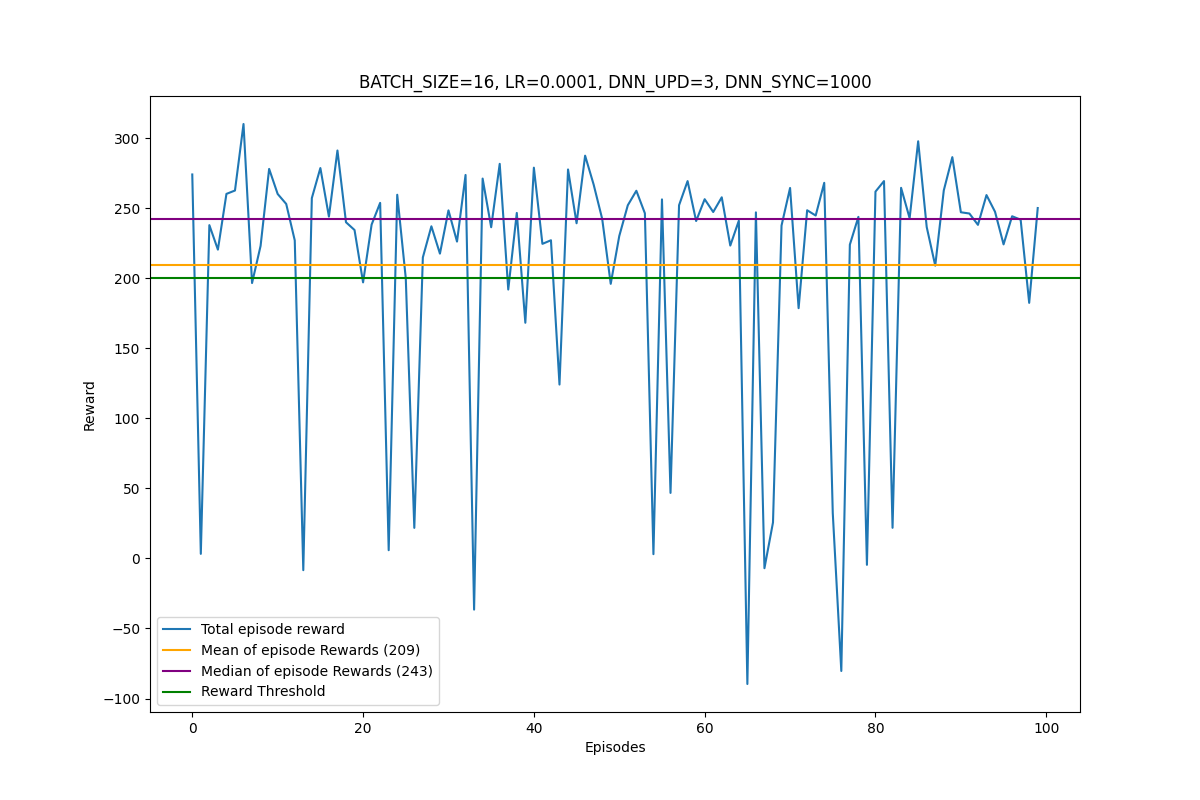 BATCH_SIZE=16, LR=0.0001, DNN_UPD=3, DNN_SYNC=1000
300
250
200
150
100
50
0
−50
−100
Reward
Total episode reward
Mean of episode Rewards (209)
Median of episode Rewards (243)
Reward Threshold
0 20 40 60 80 100
Episodes